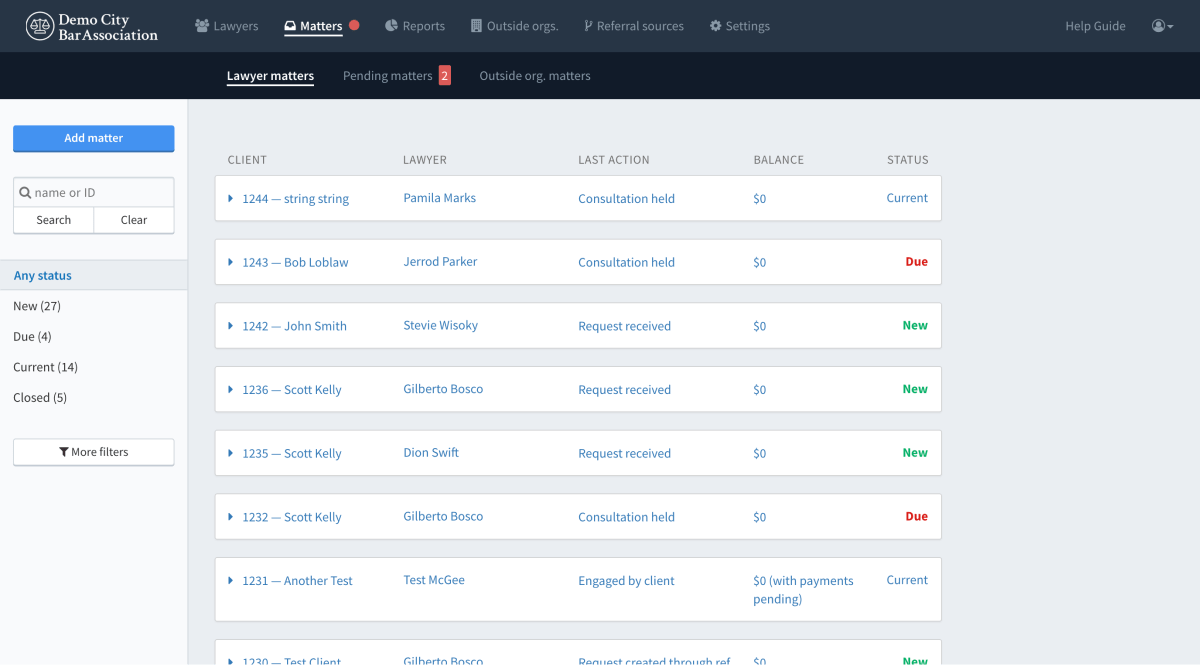 Demo City
Bar Association
Lawyers
Matters
Reports
Outside orgs.
Referral sources
Settings
Help Guide
Lawyer matters
Pending matters 2
Outside org. matters
Add matter
name or ID
Search
Clear
Any status
New (27)
Due (4)
Current (14)
Closed (5)
More filters
CLIENT LAWYER LAST ACTION BALANCE STATUS
1244 — string string Pamila Marks Consultation held $0 Current
1243 — Bob Loblaw Jerrod Parker Consultation held $0 Due
1242 — John Smith Stevie Wisoky Request received $0 New
1236 — Scott Kelly Gilberto Bosco Request received $0 New
1235 — Scott Kelly Dion Swift Request received $0 New
1232 — Scott Kelly Gilberto Bosco Consultation held $0 Due
1231 — Another Test Test McGee Engaged by client $0 (with payments Current
pending)
1230 — Test Client Gilberto Bosco Request created through ref $0 New